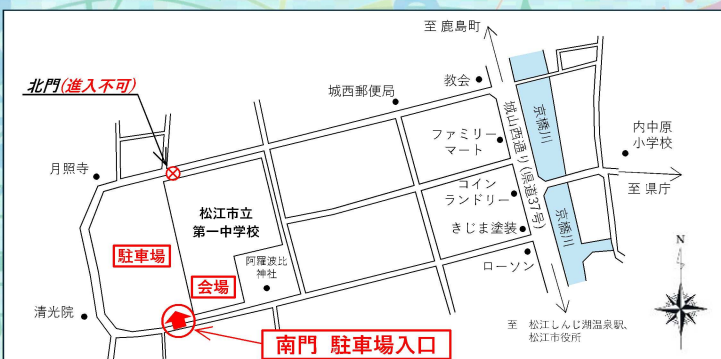 至 鹿島町
北門(進入不可)
城西郵便局
教会
城山西通り(県道37号)
京橋川
ファミリー
マート
内中原
小学校
月照寺
至 県庁
松江市立
第一中学校
コイン
ランドリー
京橋川
きじま塗装
駐車場
阿羅波比
神社
会場
ローソン
N
清光院
南門 駐車場入口
至 松江しんじ湖温泉駅、
松江市役所